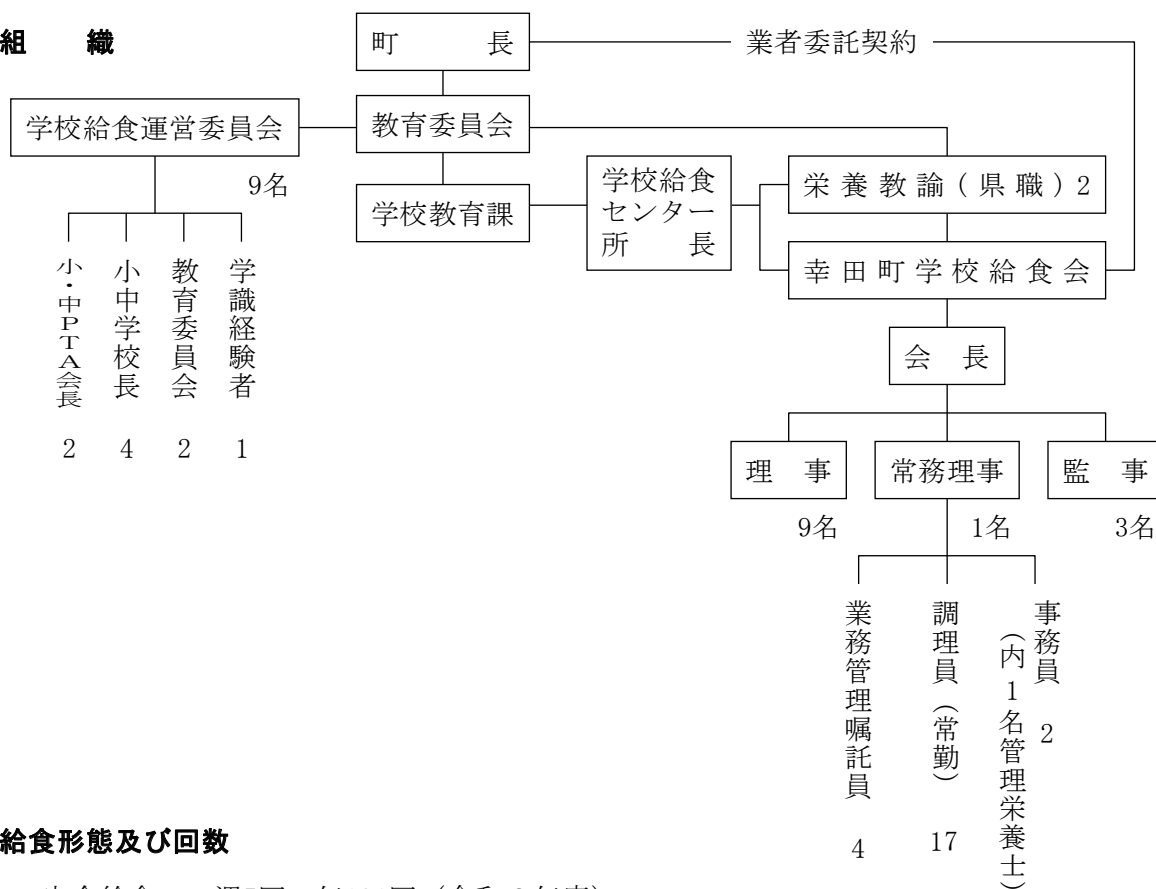 組　織
町　長
業者委託契約
学校給食運営委員会
教育委員会
9名
学校教育課
学校給食
センター
所　長
栄養教諭(県職)2
幸田町学校給食会
小・中PTA会長 2
小中学校長 4
教育委員会 2
学識経験者 1
会　長
理　事
常務理事
監　事
9名
1名
3名
業務管理嘱託員 4
調理員(常勤) 17
事務員 2
(内1名管理栄養士)
給食形態及び回数